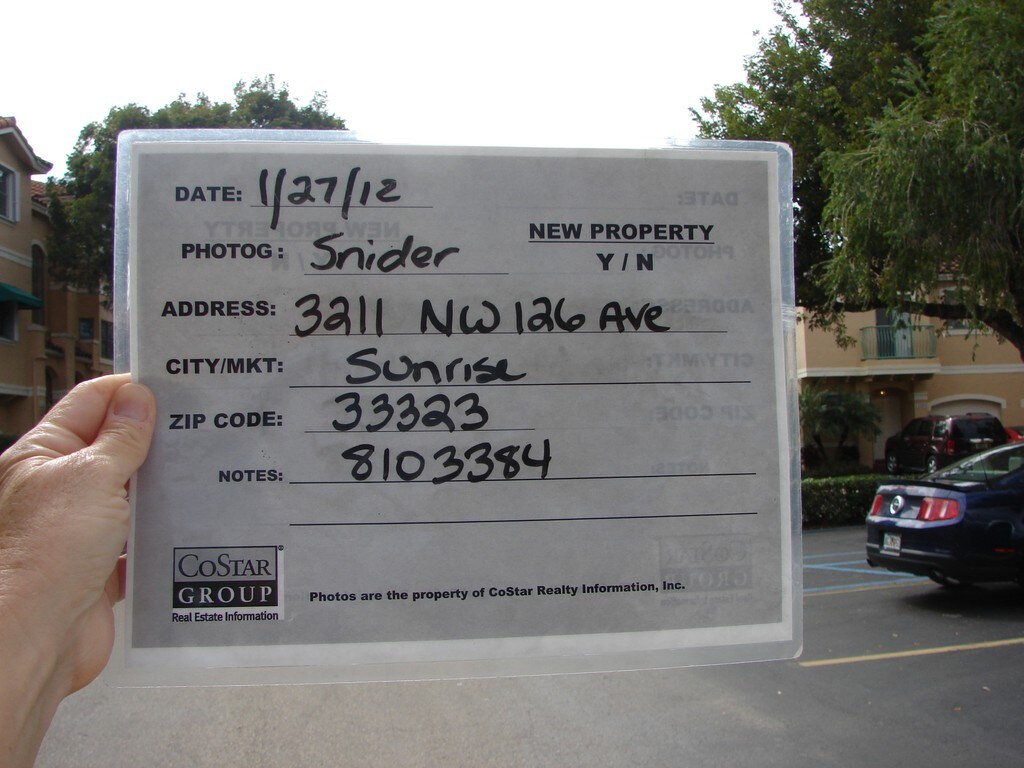 DATE: 1/27/12
PHOTOG: Snider
NEW PROPERTY
Y / N
ADDRESS: 3211 NW 126 Ave
CITY/MKT: Sunrise
ZIP CODE: 33323
NOTES: 8103384
COSTAR
GROUP
Real Estate Information
Photos are the property of CoStar Realty Information, Inc.